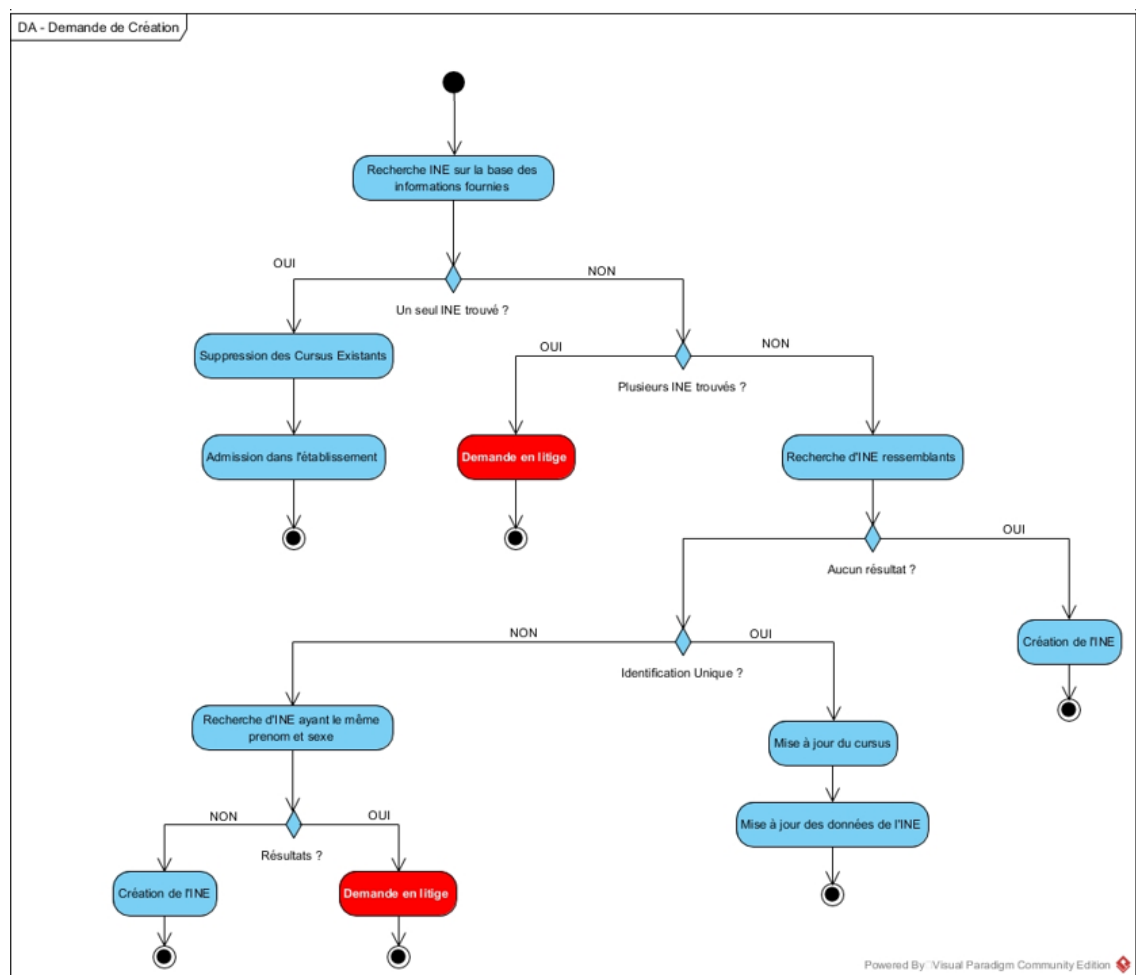 DA - Demande de Création
Recherche INE sur la base des
informations fournies
OUI
NON
Un seul INE trouvé ?
Suppression des Cursus Existants
OUI
NON
Plusieurs INE trouvés ?
Admission dans l'établissement
Demande en litige
Recherche d'INE ressemblants
OUI
Aucun résultat ?
NON
OUI
Création de l'INE
Identification Unique ?
Recherche d'INE ayant le même
prenom et sexe
Mise à jour du cursus
NON
OUI
Mise à jour des données de l'INE
Résultats ?
Création de l'INE
Demande en litige
Powered By Visual Paradigm Community Edition